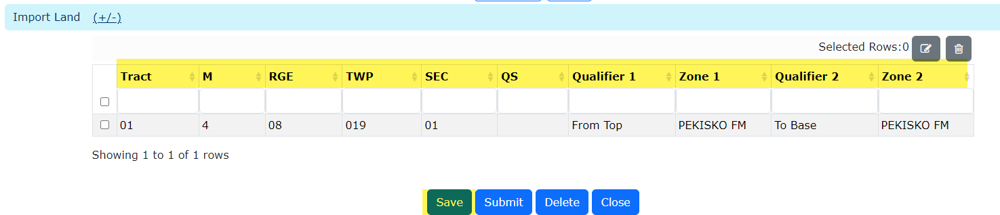 Import Land (+/-)
Selected Rows:0
Tract M RGE TWP SEC QS Qualifier 1 Zone 1 Qualifier 2 Zone 2
01 4 08 019 01 From Top PEKISKO FM To Base PEKISKO FM
Showing 1 to 1 of 1 rows
Save Submit Delete Close